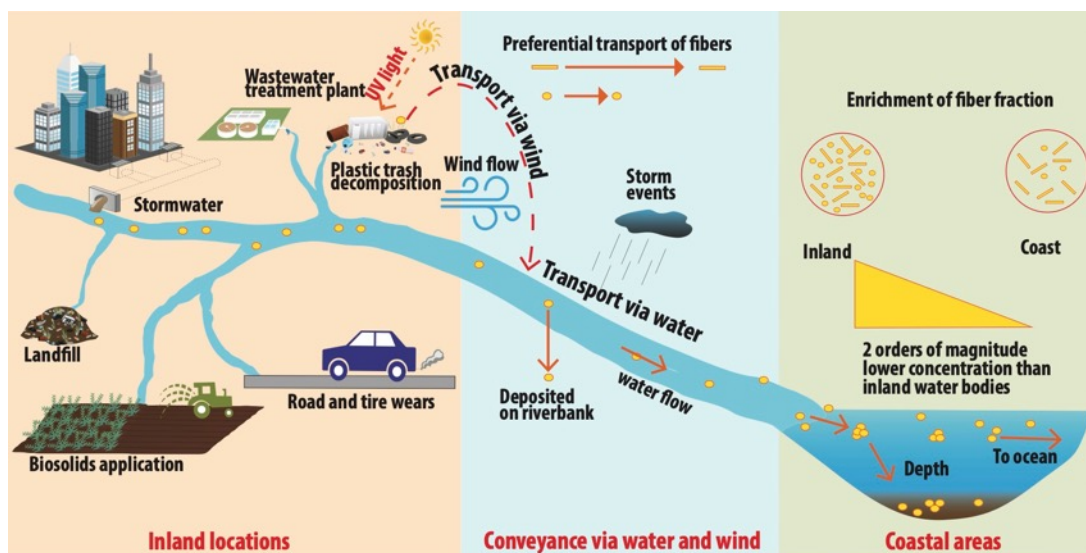 Wastewater
treatment plant
UV light
Transport via wind
Plastic trash
decomposition
Stormwater
Landfill
Road and tire wears
Biosolids application
Inland locations
Preferential transport of fibers
Wind flow
Storm
events
Transport via water
Deposited
on riverbank
water flow
Conveyance via water and wind
Enrichment of fiber fraction
Inland
Coast
2 orders of magnitude
lower concentration than
inland water bodies
Depth
To ocean
Coastal areas